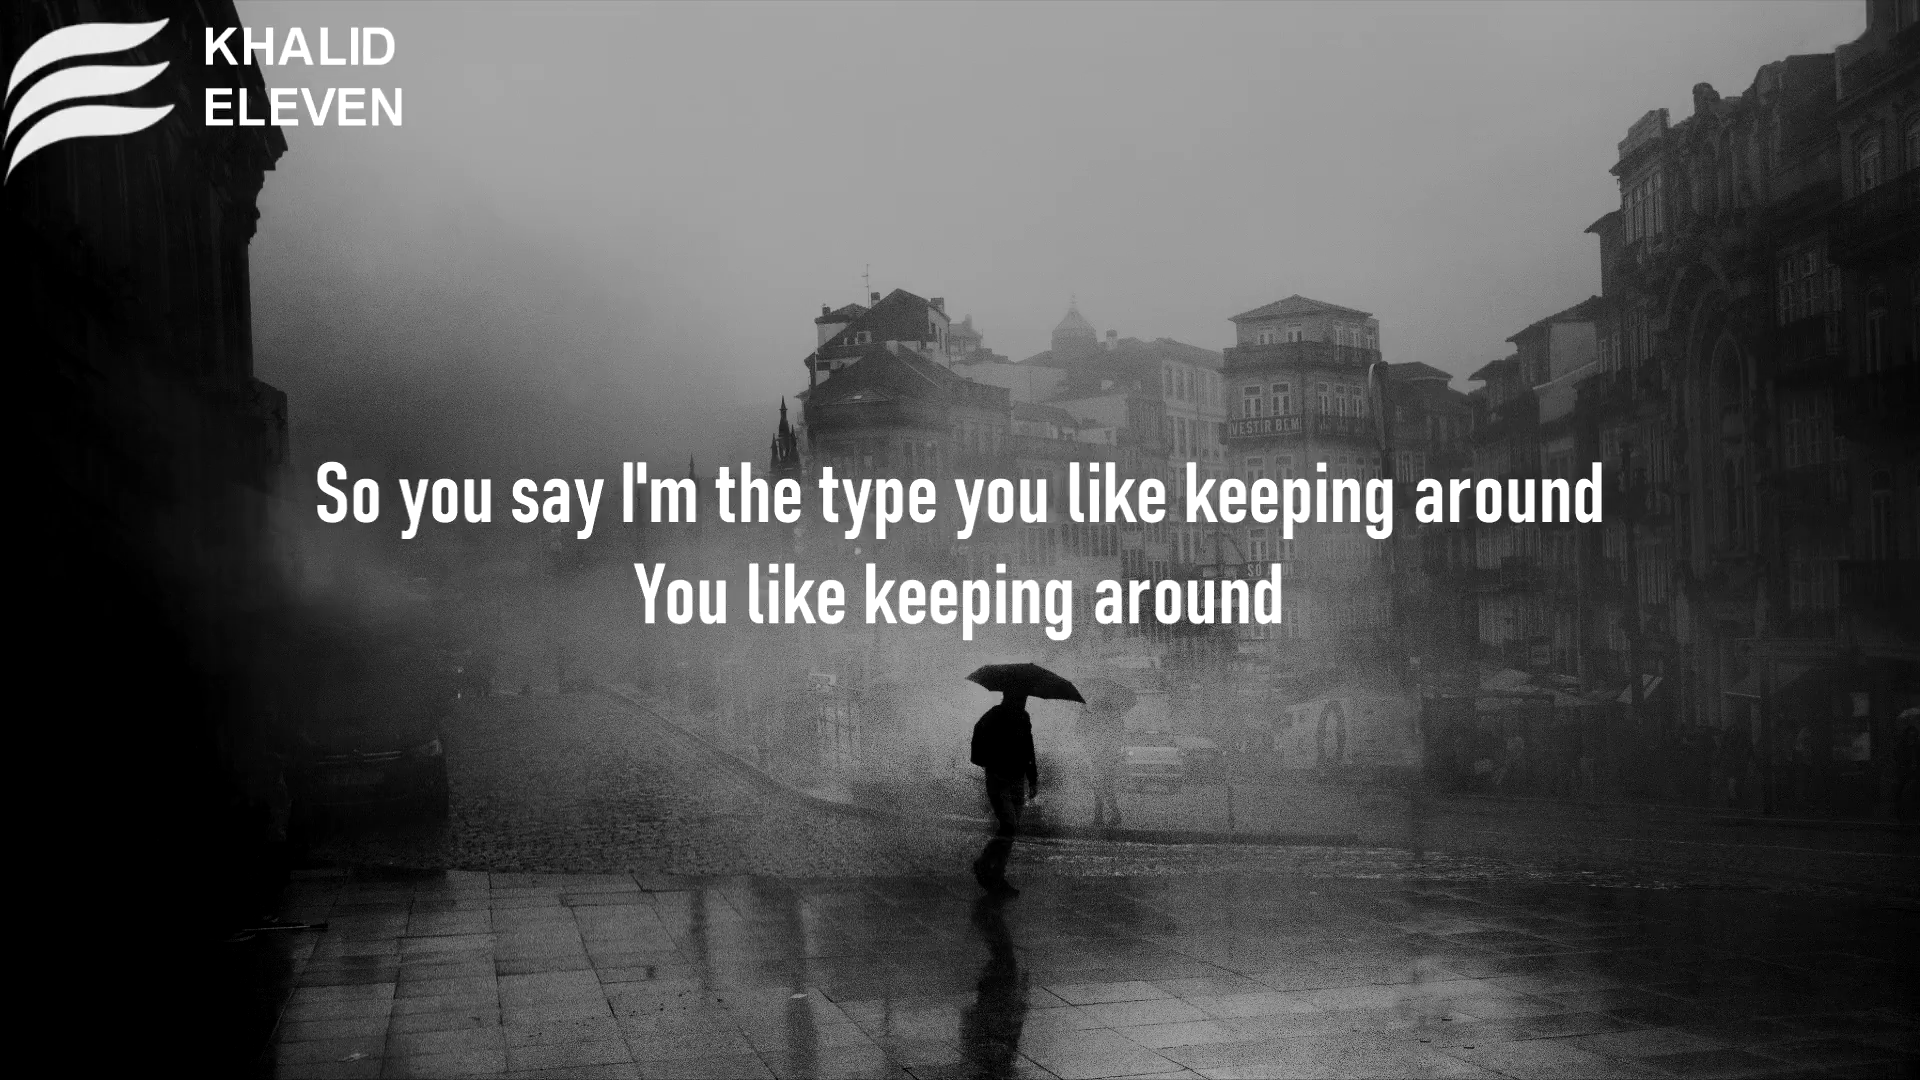 KHALID
ELEVEN
VESTIR BEM
So you say I'm the type you like keeping around
You like keeping around